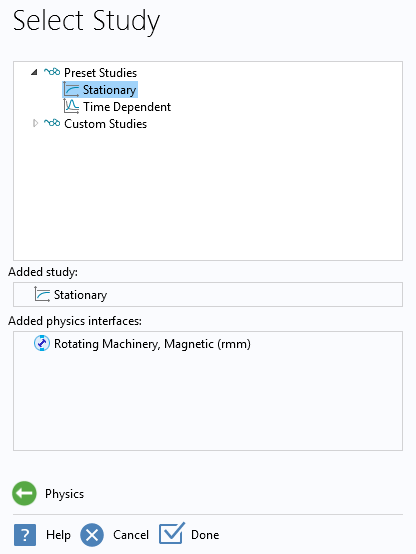 Select Study
Preset Studies
Stationary
Time Dependent
Custom Studies
Added study:
Stationary
Added physics interfaces:
Rotating Machinery, Magnetic (rmm)
Physics
? Help Cancel Done